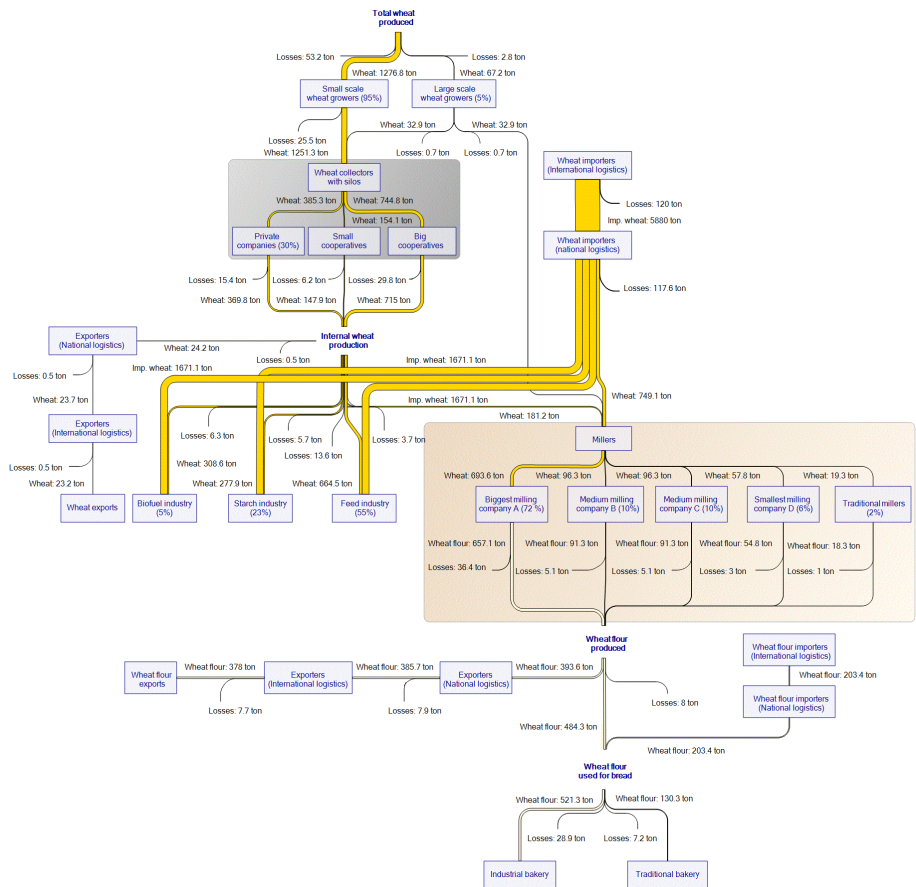 Total wheat
produced
Losses: 53.2 ton
Losses: 2.8 ton
Wheat: 1276.8 ton
Wheat: 67.2 ton
Small scale
wheat growers (95%)
Large scale
wheat growers (5%)
Wheat: 32.9 ton
Wheat: 32.9 ton
Losses: 25.5 ton
Wheat: 1251.3 ton
Losses: 0.7 ton
Losses: 0.7 ton
Wheat importers
(International logistics)
Wheat collectors
with silos
Losses: 120 ton
Wheat: 385.3 ton
Wheat: 744.8 ton
Wheat: 154.1 ton
Imp. wheat: 5880 ton
Private
companies (30%)
Small
cooperatives
Big
cooperatives
Wheat importers
(national logistics)
Losses: 15.4 ton
Losses: 6.2 ton
Losses: 29.8 ton
Losses: 117.6 ton
Wheat: 369.8 ton
Wheat: 147.9 ton
Wheat: 715 ton
Exporters
(National logistics)
Wheat: 24.2 ton
Internal wheat
production
Losses: 0.5 ton
Losses: 0.5 ton
Imp. wheat: 1671.1 ton
Imp. wheat: 1671.1 ton
Wheat: 23.7 ton
Imp. wheat: 1671.1 ton
Wheat: 749.1 ton
Wheat: 181.2 ton
Exporters
(International logistics)
Losses: 6.3 ton
Losses: 5.7 ton
Losses: 3.7 ton
Losses: 13.6 ton
Millers
Losses: 0.5 ton
Wheat: 308.6 ton
Wheat: 23.2 ton
Wheat: 277.9 ton
Wheat: 664.5 ton
Wheat: 693.6 ton
Wheat: 96.3 ton
Wheat: 96.3 ton
Wheat: 57.8 ton
Wheat: 19.3 ton
Wheat exports
Biofuel industry
(5%)
Starch industry
(23%)
Feed industry
(55%)
Biggest milling
company A (72 %)
Medium milling
company B (10%)
Medium milling
company C (10%)
Smallest milling
company D (6%)
Traditional millers
(2%)
Wheat flour: 657.1 ton
Wheat flour: 91.3 ton
Wheat flour: 91.3 ton
Wheat flour: 54.8 ton
Wheat flour: 18.3 ton
Losses: 36.4 ton
Losses: 5.1 ton
Losses: 5.1 ton
Losses: 3 ton
Losses: 1 ton
Wheat flour
produced
Wheat flour importers
(International logistics)
Wheat flour
exports
Wheat flour: 378 ton
Exporters
(International logistics)
Wheat flour: 385.7 ton
Exporters
(National logistics)
Wheat flour: 393.6 ton
Wheat flour: 203.4 ton
Losses: 7.7 ton
Losses: 7.9 ton
Losses: 8 ton
Wheat flour importers
(National logistics)
Wheat flour: 484.3 ton
Wheat flour: 203.4 ton
Wheat flour
used for bread
Wheat flour: 521.3 ton
Wheat flour: 130.3 ton
Losses: 28.9 ton
Losses: 7.2 ton
Industrial bakery
Traditional bakery